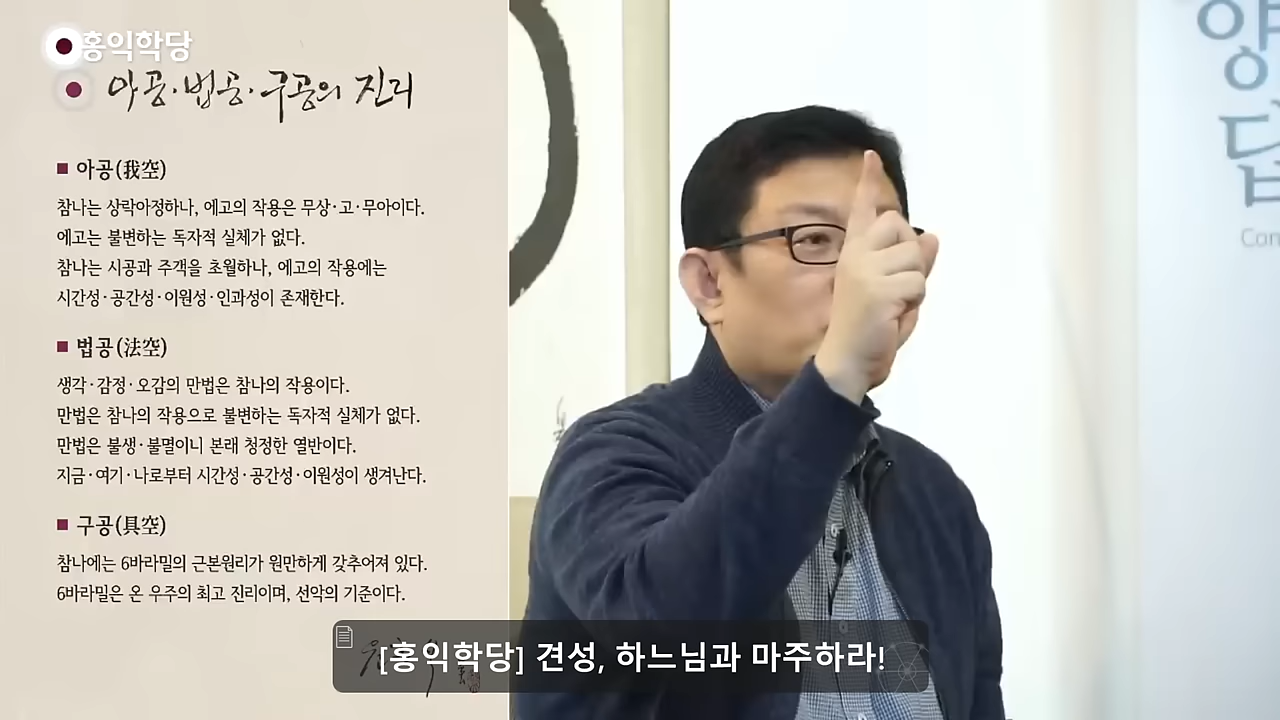 홍익학당
아공·법공·구공의 진리
■ 아공(我空)
참나는 상락아정하나, 에고의 작용은 무상·고·무아이다.
에고는 불변하는 독자적 실체가 없다.
참나는 시공과 주객을 초월하나, 에고의 작용에는
시간성·공간성·이원성·인과성이 존재한다.
■ 법공(法空)
생각·감정·오감의 만법은 참나의 작용이다.
만법은 참나의 작용으로 불변하는 독자적 실체가 없다.
만법은 불생·불멸이니 본래 청정한 열반이다.
지금·여기·나로부터 시간성·공간성·이원성이 생겨난다.
■ 구공(具空)
참나에는 6바라밀의 근본원리가 원만하게 갖추어져 있다.
6바라밀은 온 우주의 최고 진리이며, 선악의 기준이다.
양
답
Con
[홍익학당] 견성, 하느님과 마주하라!